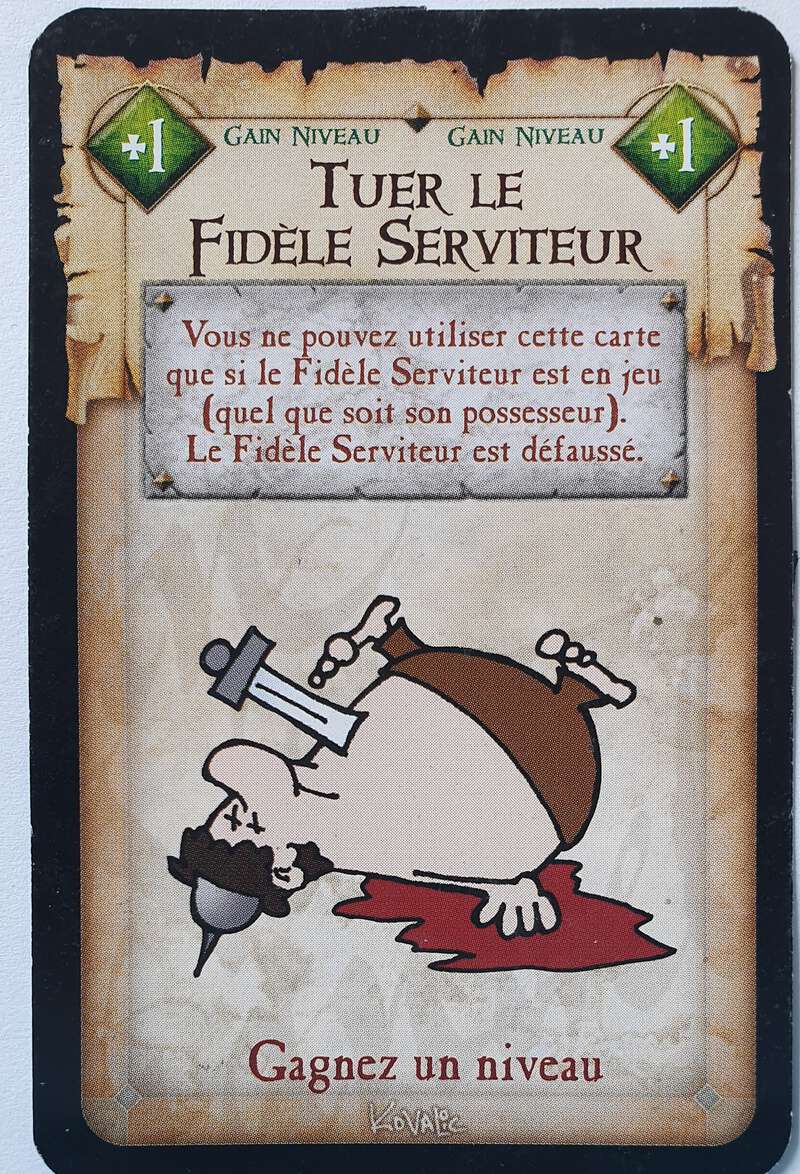 +1 Gain Niveau Gain Niveau +1
Tuer le
Fidèle Serviteur
Vous ne pouvez utiliser cette carte
que si le Fidèle Serviteur est en jeu
(quel que soit son possesseur).
Le Fidèle Serviteur est défaussé.
Gagnez un niveau
Kovalic